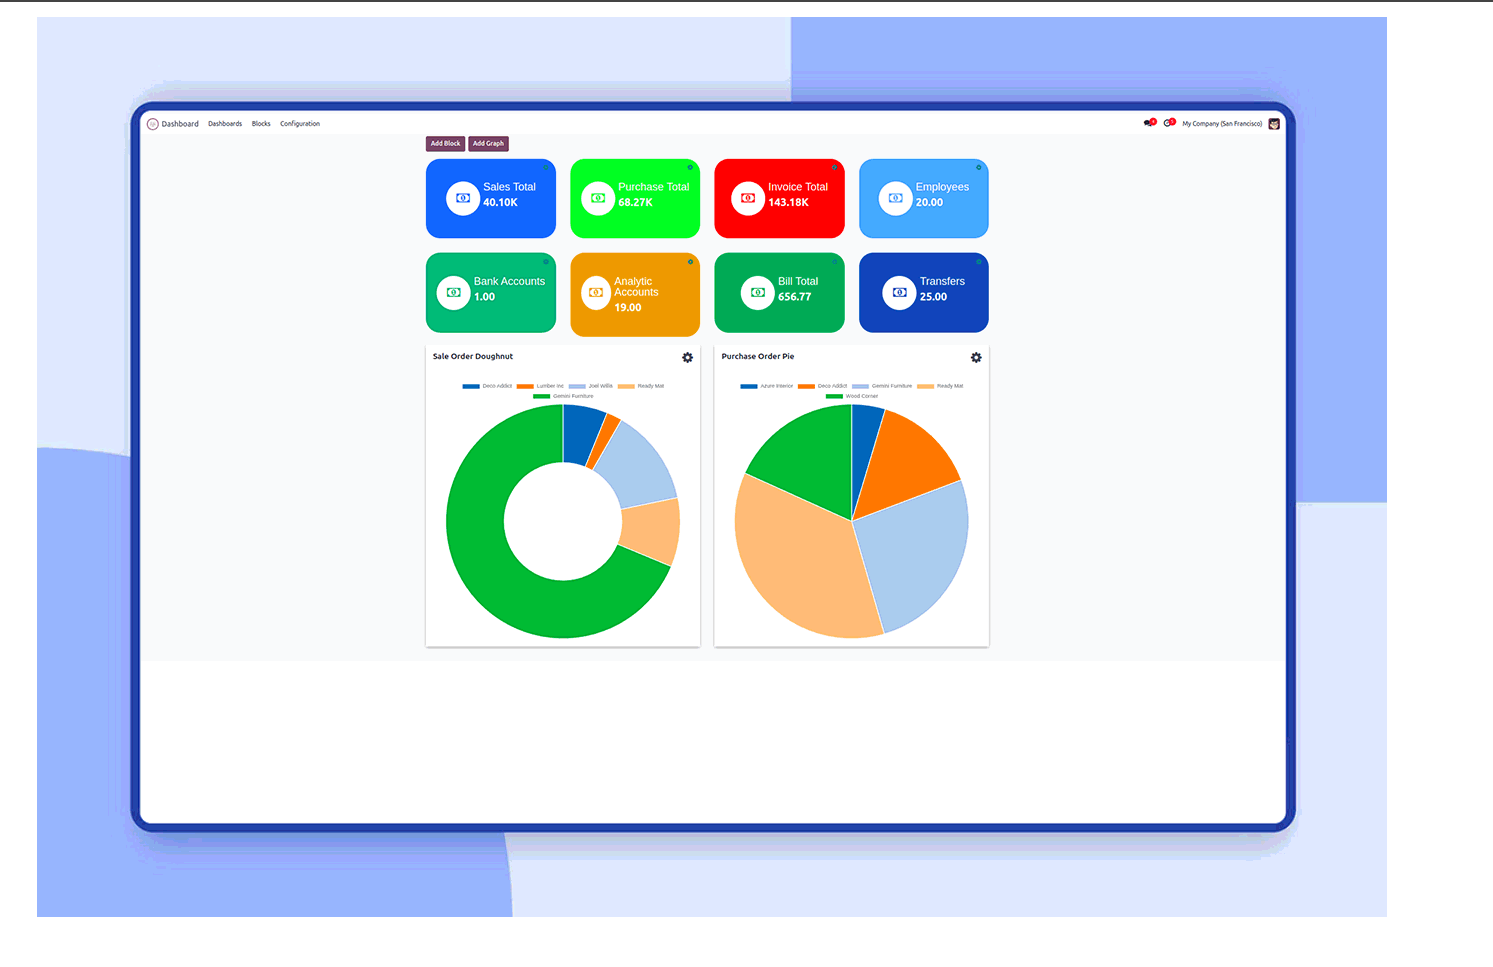 Dashboard Dashboards Blocks Configuration My Company (San Francisco)
Add Block Add Graph
Sales Total
40.10K
Purchase Total
68.27K
Invoice Total
143.18K
Employees
20.00
Bank Accounts
1.00
Analytic
Accounts
19.00
Bill Total
656.77
Transfers
25.00
Sale Order Doughnut
Deco Addict Lumber Inc Joel Willis Ready Mat
Gemini Furniture
Purchase Order Pie
Azure Interior Deco Addict Gemini Furniture Ready Mat
Wood Corner